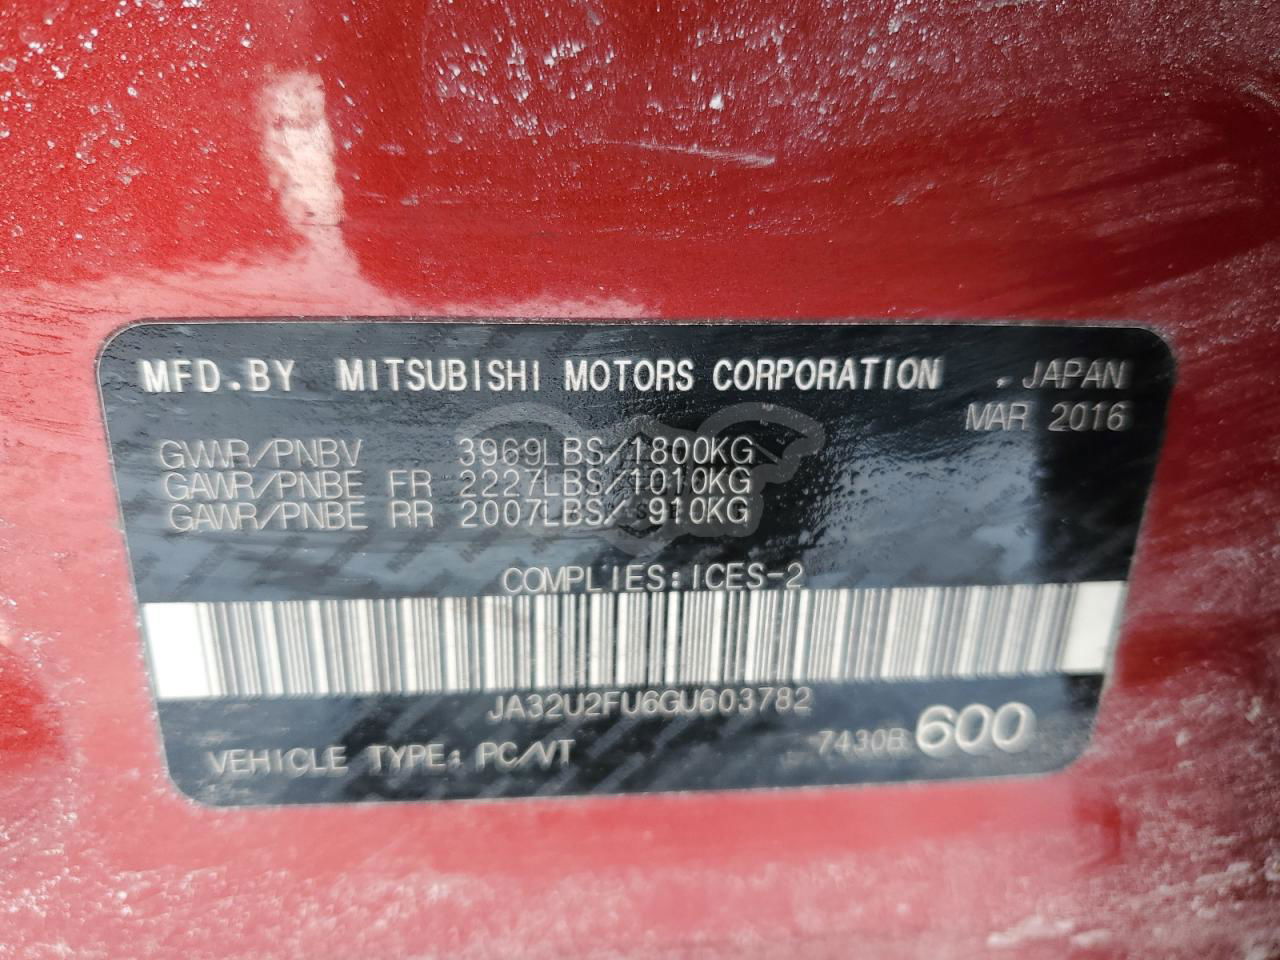 MFD.BY MITSUBISHI MOTORS CORPORATION , JAPAN
MAR 2016
GVWR/PNBV 3969LBS/1800KG
GAWR/PNBE FR 2227LBS/1010KG
GAWR/PNBE RR 2007LBS/ 910KG
COMPLIES:ICES-2
JA32U2FU6GU603782
VEHICLE TYPE: PC/VT 7430B 600